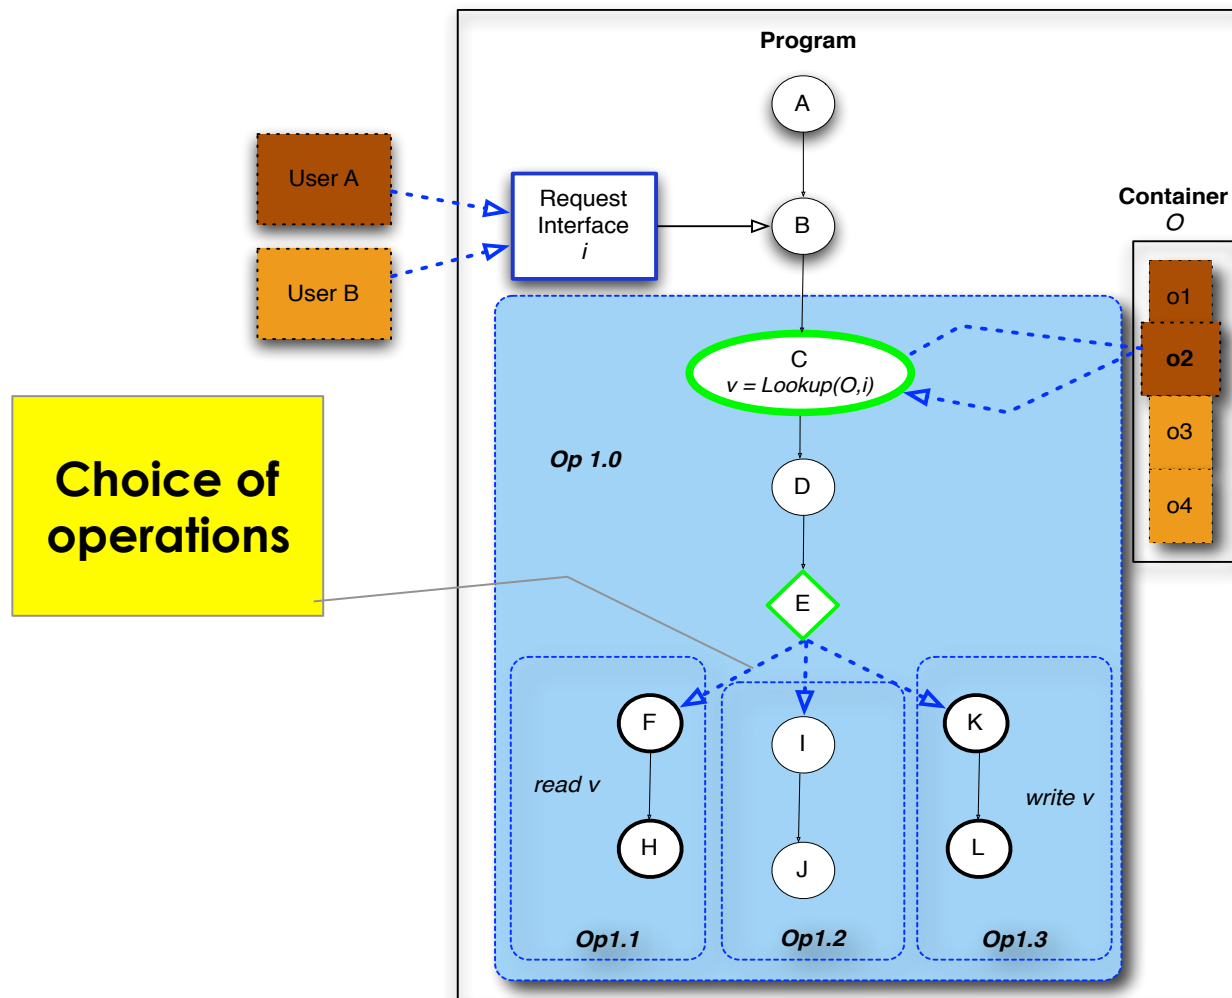 Program
A
User A
Request
Interface
i
B
User B
Container
O
o1
o2
o3
o4
C
v = Lookup(O,i)
Choice of
operations
Op 1.0
D
E
F
I
K
read v
write v
H
J
L
Op1.1
Op1.2
Op1.3